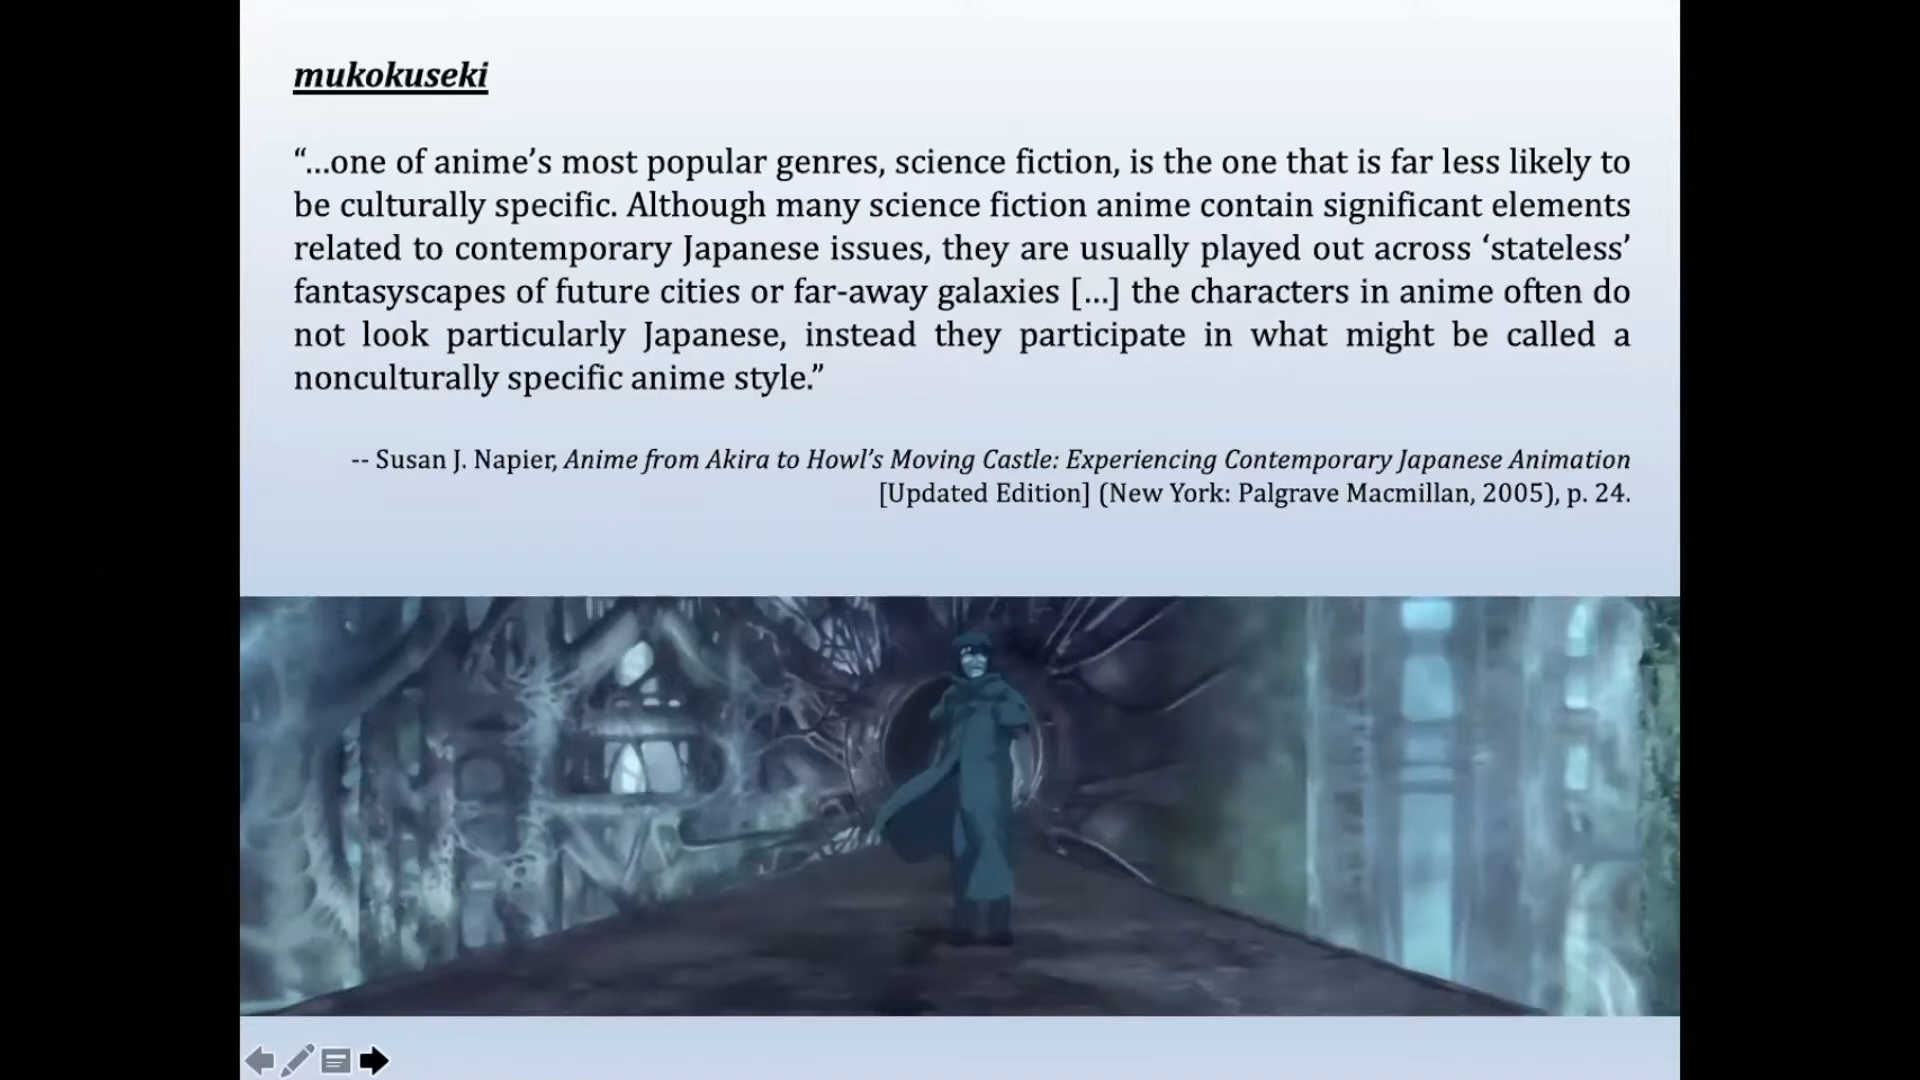 mukokuseki
“…one of anime’s most popular genres, science fiction, is the one that is far less likely to
be culturally specific. Although many science fiction anime contain significant elements
related to contemporary Japanese issues, they are usually played out across ‘stateless’
fantasyscapes of future cities or far-away galaxies […] the characters in anime often do
not look particularly Japanese, instead they participate in what might be called a
nonculturally specific anime style.”
-- Susan J. Napier, Anime from Akira to Howl’s Moving Castle: Experiencing Contemporary Japanese Animation
[Updated Edition] (New York: Palgrave Macmillan, 2005), p. 24.